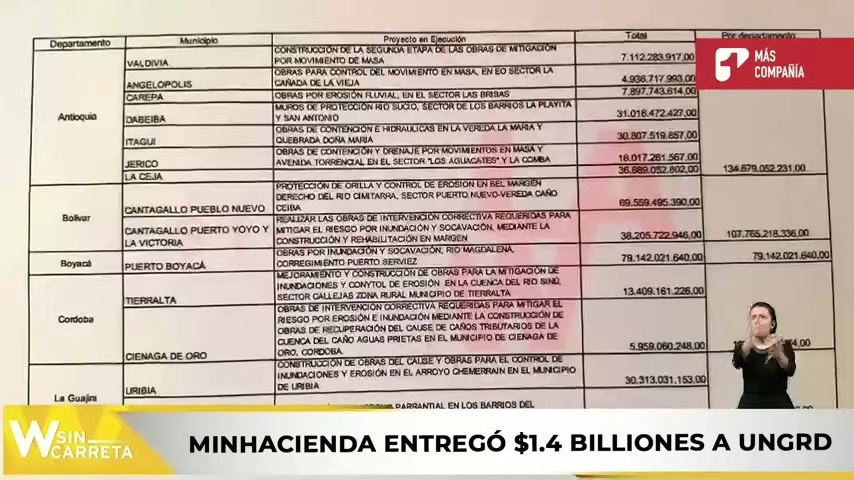 Departamento Municipio Proyecto en Ejecución Total Por departamento
MÁS
COMPAÑÍA
Antioquia
VALDIVIA
CONSTRUCCIÓN DE LA SEGUNDA ETAPA DE LAS OBRAS DE MITIGACIÓN
POR MOVIMENTO DE MASA
7.112.283.917,00
ANGELOPOLIS
OBRAS PARA CONTROL DEL MOVIMIENTO EN MASA, EN EO SECTOR LA
CAÑADA DE LA VIEJA
4.936.717.993,00
CAREPA
OBRAS POR EROSIÓN FLUVIAL, EN EL SECTOR LAS BRISAS
7.897.743.614,00
DABEIBA
MUROS DE PROTECCIÓN RIO SUCIO, SECTOR DE LOS BARRIOS LA PLAYITA
Y SAN ANTONIO
31.018.472.427,00
ITAGUI
OBRAS DE CONTENCIÓN E HIDRAULICAS EN LA VEREDA LA MARIA Y
QUEBRADA DOÑA MARIA
30.807.519.857,00
JERICO
OBRAS DE CONTENCIÓN Y DRENAJE POR MOVIMIENTOS EN MASA Y
AVENIDA TORRENCIAL EN EL SECTOR "LOS AGUACATES" Y LA COMBA
LA CEJA
36.889.052.802,00
134.679.052.231,00
Bolivar
CANTAGALLO PUEBLO NUEVO
PROTECCIÓN DE ORILLA Y CONTROL DE EROSION EN BEL MARGEN
DERECHO DEL RIO CIMITARRA, SECTOR PUERTO NUEVO-VEREDA CAÑO
CEIBA
69.559.495.390,00
CANTAGALLO PUERTO YOYO Y
LA VICTORIA
REALIZAR LAS OBRAS DE INTERVENCIÓN CORRECTIVA REQUERIDAS PARA
MITIGAR EL RIESGO POR INUNDACIÓN Y SOCAVACIÓN, MEDIANTE LA
CONSTRUCCIÓN Y REHABILITACIÓN EN MARGEN
38.205.722.946,00
107.765.218.336,00
Boyacá
PUERTO BOYACÁ
OBRAS POR INUNDACIÓN Y SOCAVACIÓN, RIO MAGDALENA,
CORREGIMIENTO PUERTO SERVIEZ
79.142.021.640,00
79.142.021.640,00
Cordoba
TIERRALTA
MEJORAMIENTO Y CONSTRUCCIÓN DE OBRAS PARA LA MITIGACIÓN DE
INUNDACIONES Y CONYTOL DE EROSIÓN EN LA CUENCA DEL RIO SINÚ,
SECTOR CALLEJAS ZONA RURAL MUNICIPIO DE TIERRALTA
13.409.161.226,00
CIENAGA DE ORO
OBRAS DE INTERVENCIÓN CORRECTIVA REQUERIDAS PARA MITIGAR EL
RIESGO POR EROSIÓN E INUNDACIÓN MEDIANTE LA CONSTRUCCIÓN DE
OBRAS DE RECUPERACIÓN DEL CAUSE DE CAÑOS TRIBUTARIOS DE LA
CUENCA DEL CAÑO AGUAS PRIETAS EN EL MUNICIPIO DE CIENAGA DE
ORO, CORDOBA.
5.959.060.248,00
La Guajira
URIBIA
CONSTRUCCIÓN DE OBRAS DEL CAUSE Y OBRAS PARA EL CONTROL DE
INUNDACIONES Y EROSIÓN EN EL ARROYO CHEMERRAIN EN EL MUNICIPIO
DE URIBIA
30.313.031.153,00
PARRANTIAL EN LOS BARRIOS DEL
W SIN
CARRETA
MINHACIENDA ENTREGÓ $1.4 BILLIONES A UNGRD